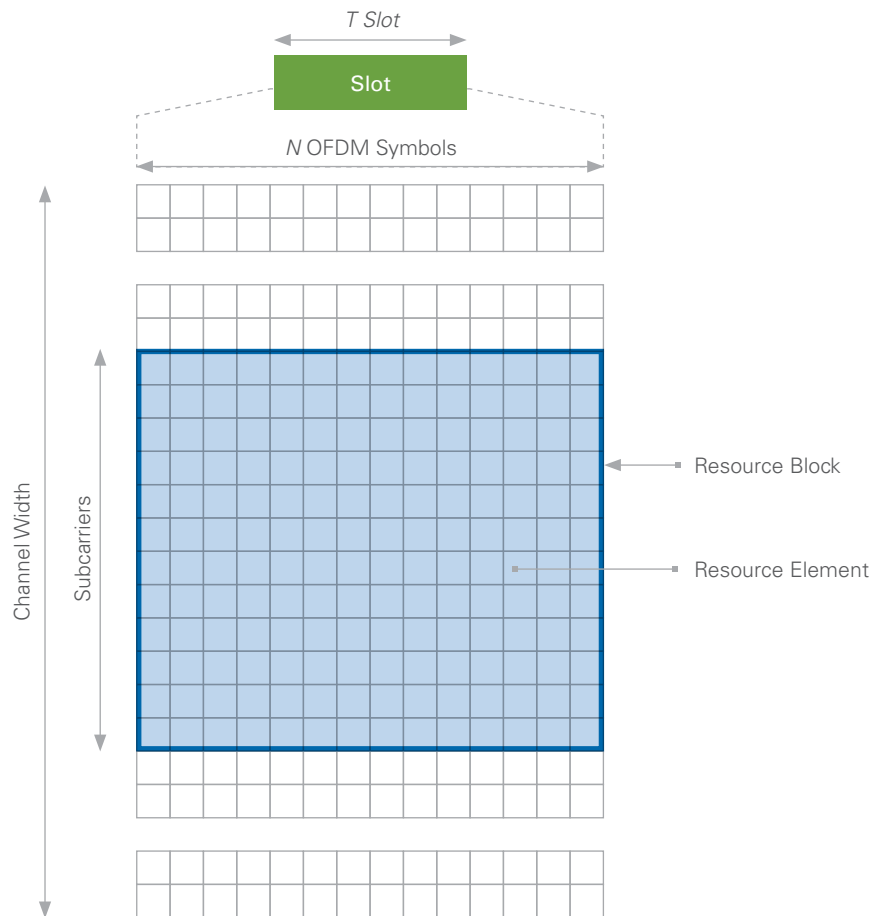 T Slot
Slot
N OFDM Symbols
Channel Width
Subcarriers
Resource Block
Resource Element